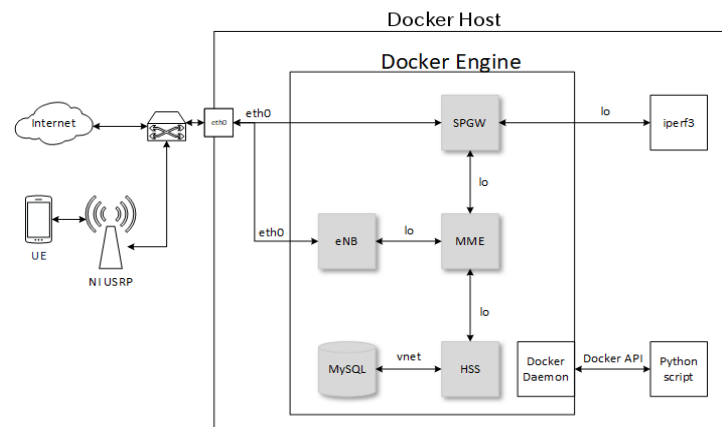 Docker Host
Docker Engine
Internet
eth0
eth0
SPGW
lo
iperf3
lo
UE
NI USRP
eth0
eNB
lo
MME
lo
MySQL
vnet
HSS
Docker
Daemon
Docker API
Python
script